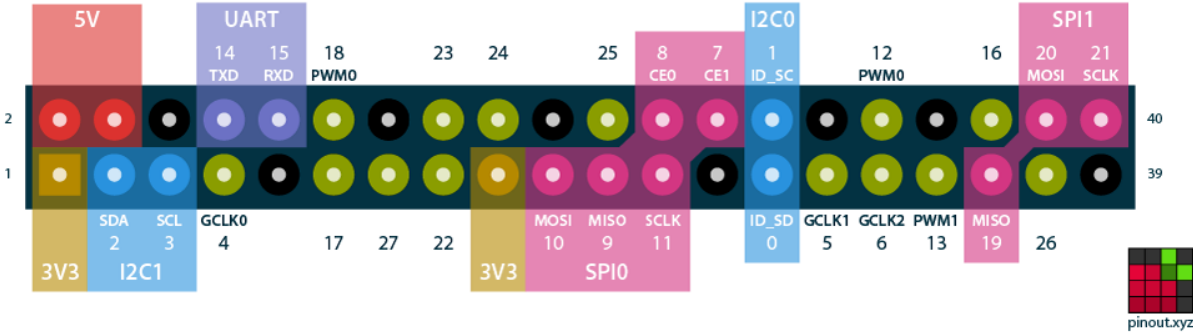 5V UART I2C0 SPI1
14 15 18 23 24 25 8 7 1 12 16 20 21
TXD RXD PWM0 CE0 CE1 ID_SC PWM0 MOSI SCLK
2 40
1 39
SDA SCL GCLK0 MOSI MISO SCLK ID_SD GCLK1 GCLK2 PWM1 MISO
2 3 4 17 27 22 10 9 11 0 5 6 13 19 26
3V3 I2C1 3V3 SPI0
pinout.xyz